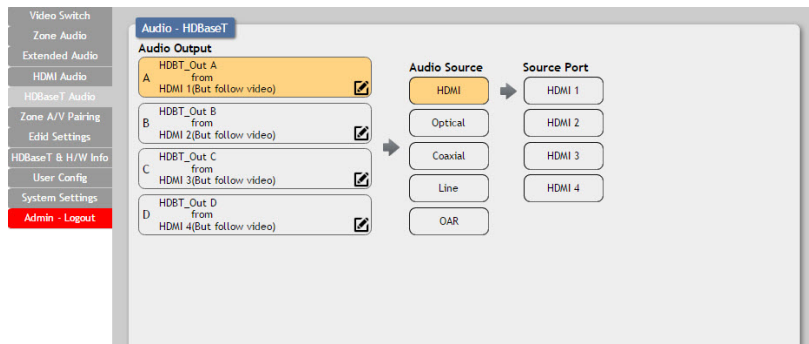 Video Switch
Zone Audio
Extended Audio
HDMI Audio
HDBaseT Audio
Zone A/V Pairing
Edid Settings
HDBaseT & H/W Info
User Config
System Settings
Admin - Logout
Audio - HDBaseT
Audio Output
A
HDBT_Out A
from
HDMI 1(But follow video)
B
HDBT_Out B
from
HDMI 2(But follow video)
C
HDBT_Out C
from
HDMI 3(But follow video)
D
HDBT_Out D
from
HDMI 4(But follow video)
Audio Source
HDMI
Optical
Coaxial
Line
OAR
Source Port
HDMI 1
HDMI 2
HDMI 3
HDMI 4